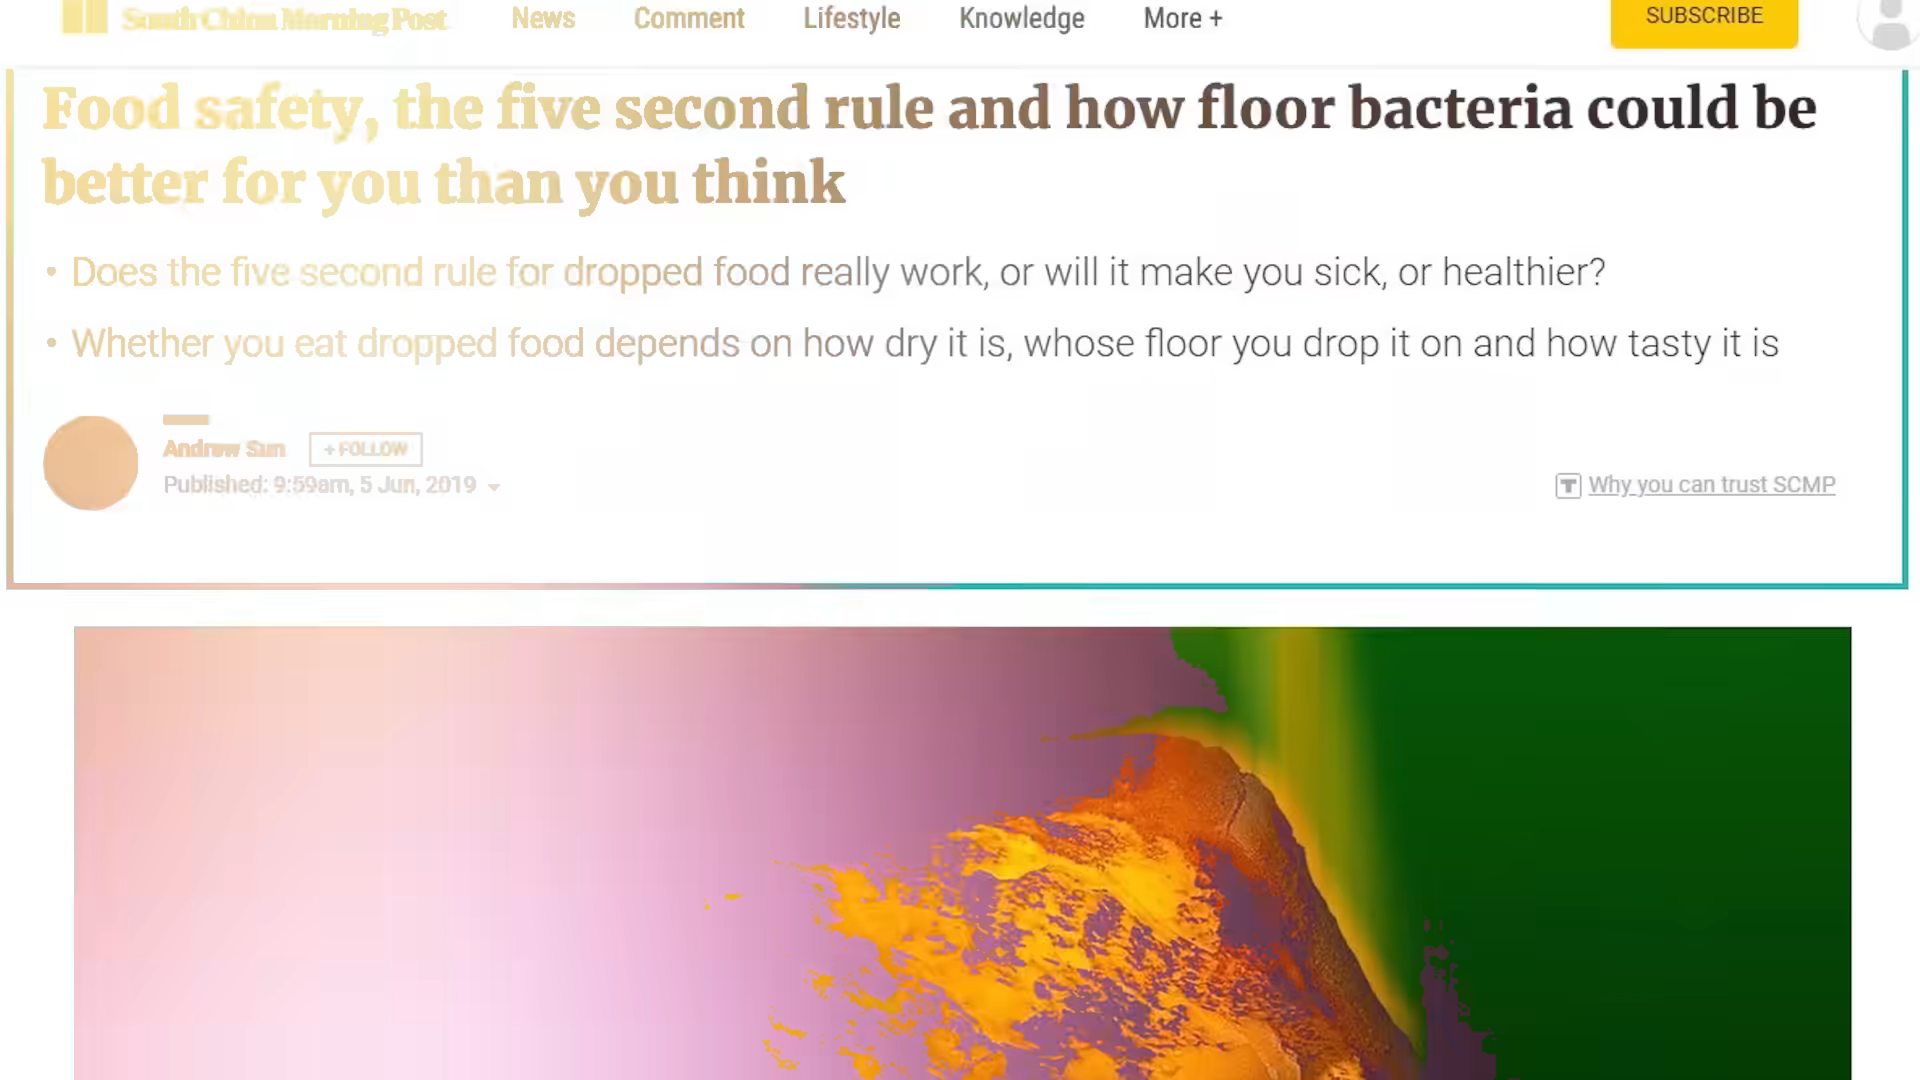 South China Morning Post News Comment Lifestyle Knowledge More + SUBSCRIBE
Food safety, the five second rule and how floor bacteria could be
better for you than you think
• Does the five second rule for dropped food really work, or will it make you sick, or healthier?
• Whether you eat dropped food depends on how dry it is, whose floor you drop it on and how tasty it is
Andrew Sun + FOLLOW
Published: 9:59am, 5 Jun, 2019
T Why you can trust SCMP